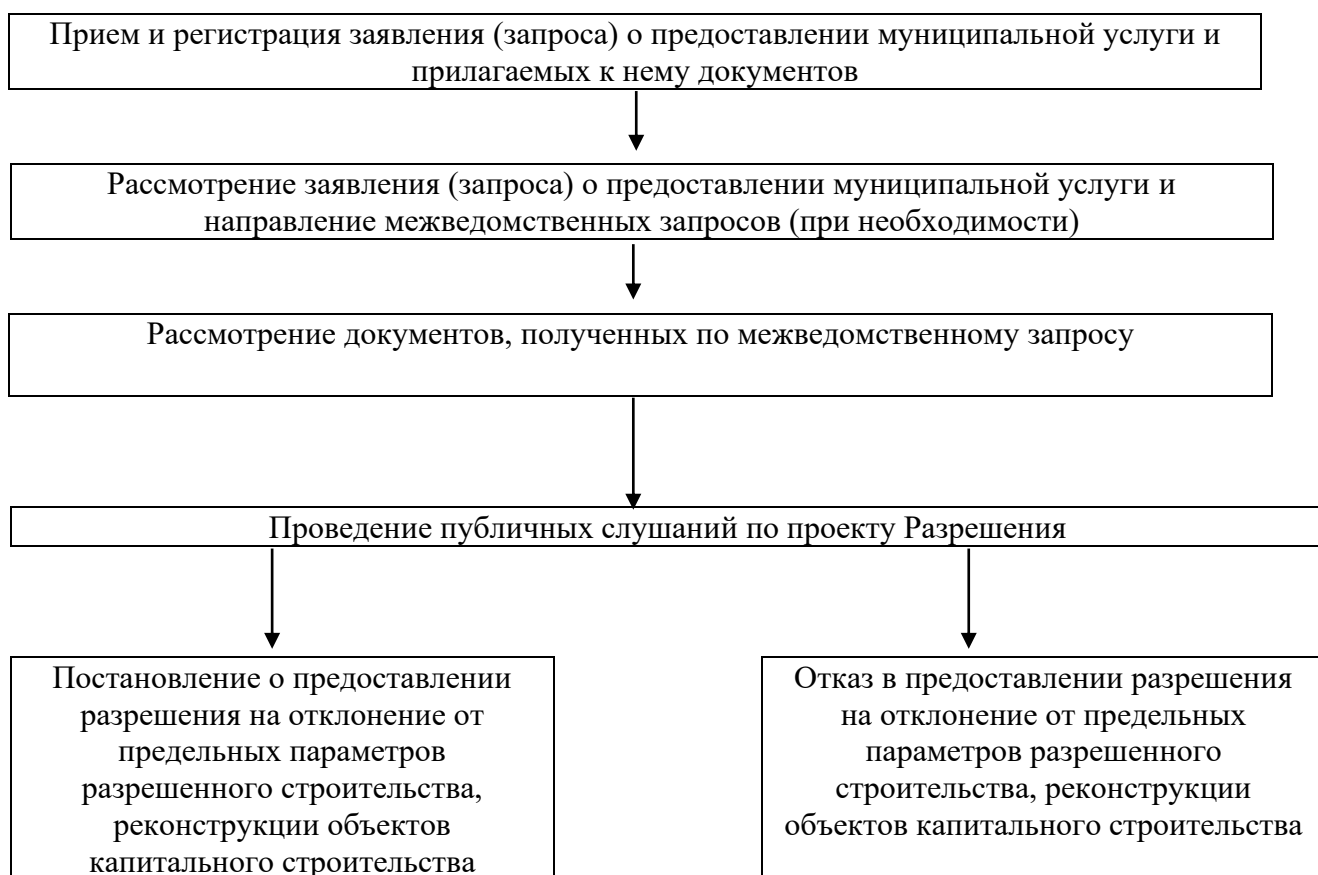 Прием и регистрация заявления (запроса) о предоставлении муниципальной услуги и
прилагаемых к нему документов
Рассмотрение заявления (запроса) о предоставлении муниципальной услуги и
направление межведомственных запросов (при необходимости)
Рассмотрение документов, полученных по межведомственному запросу
Проведение публичных слушаний по проекту Разрешения
Постановление о предоставлении
разрешения на отклонение от
предельных параметров
разрешенного строительства,
реконструкции объектов
капитального строительства
Отказ в предоставлении разрешения
на отклонение от предельных
параметров разрешенного
строительства, реконструкции
объектов капитального строительства